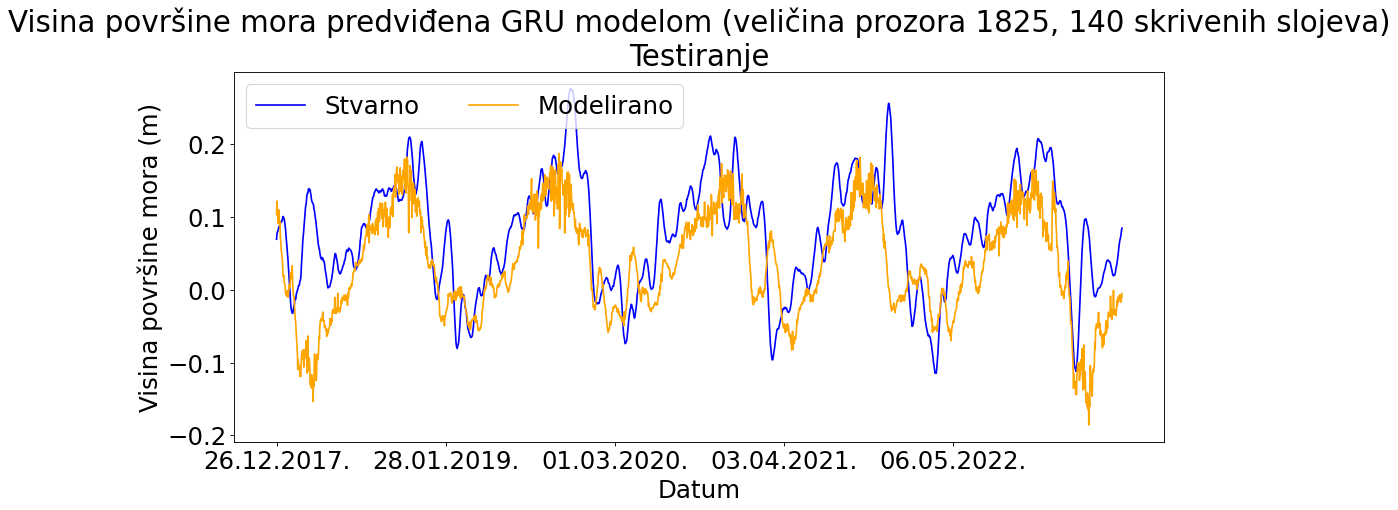 Visina površine mora predviđena GRU modelom (veličina prozora 1825, 140 skrivenih slojeva)
Testiranje
Stvarno
Modelirano
Visina površine mora (m)
0.2
0.1
0.0
−0.1
−0.2
26.12.2017.
28.01.2019.
01.03.2020.
03.04.2021.
06.05.2022.
Datum